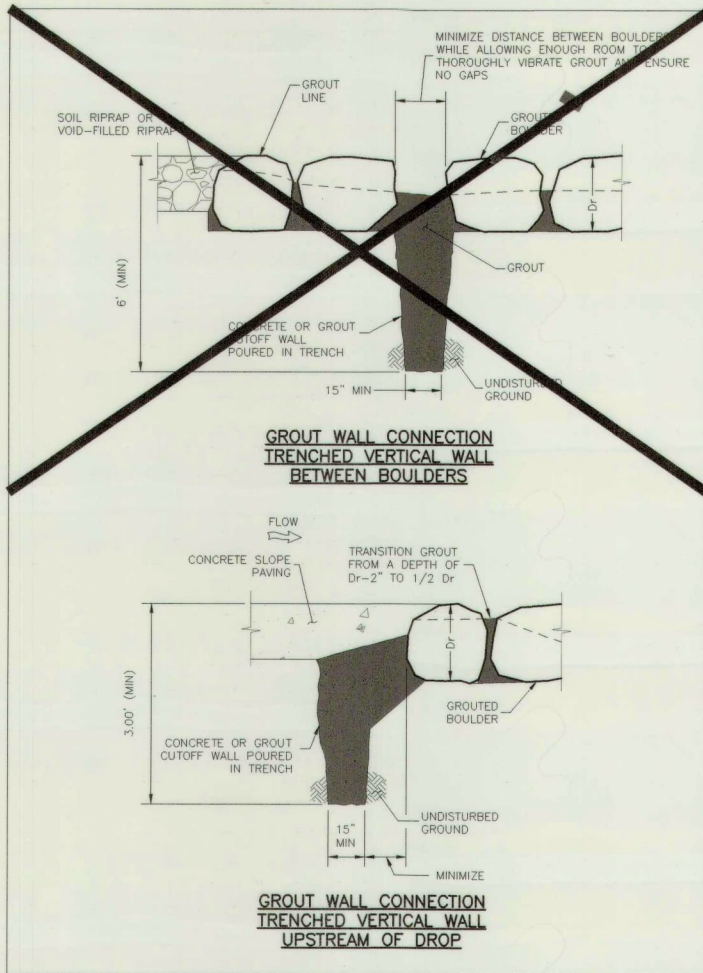 MINIMIZE DISTANCE BETWEEN BOULDERS
WHILE ALLOWING ENOUGH ROOM TO
THOROUGHLY VIBRATE GROUT AND ENSURE
NO GAPS
GROUT
LINE
SOIL RIPRAP OR
VOID-FILLED RIPRAP
GROUTED
BOULDER
Dr
6' (MIN)
GROUT
CONCRETE OR GROUT
CUTOFF WALL
POURED IN TRENCH
15" MIN
UNDISTURBED
GROUND
GROUT WALL CONNECTION
TRENCHED VERTICAL WALL
BETWEEN BOULDERS
FLOW
CONCRETE SLOPE
PAVING
TRANSITION GROUT
FROM A DEPTH OF
Dr-2" TO 1/2 Dr
Dr
3.00' (MIN)
GROUTED
BOULDER
CONCRETE OR GROUT
CUTOFF WALL POURED
IN TRENCH
UNDISTURBED
GROUND
15"
MIN
MINIMIZE
GROUT WALL CONNECTION
TRENCHED VERTICAL WALL
UPSTREAM OF DROP